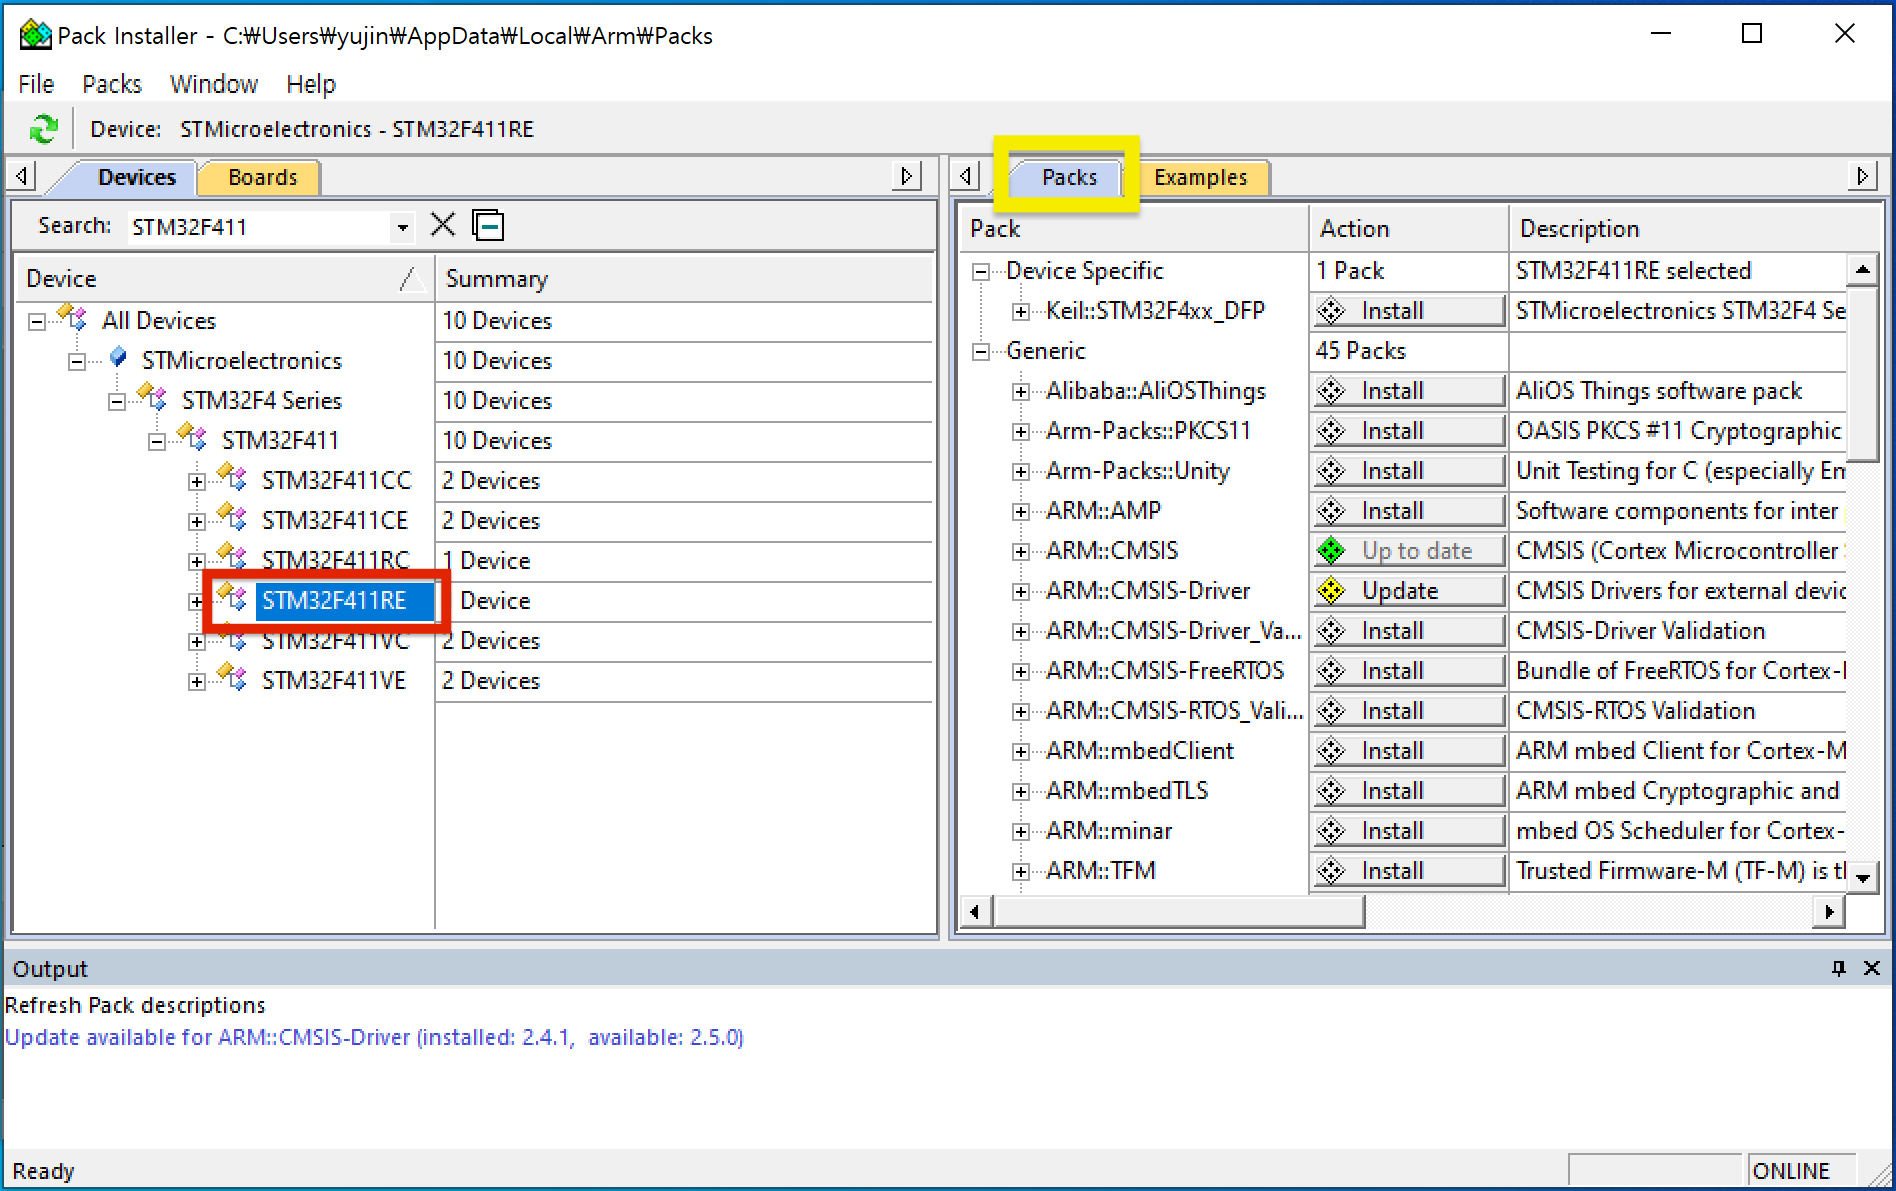 Pack Installer - C:₩Users₩yujin₩AppData₩Local₩Arm₩Packs
File Packs Window Help
Device: STMicroelectronics - STM32F411RE
Devices Boards
Search: STM32F411
Device Summary
All Devices 10 Devices
STMicroelectronics 10 Devices
STM32F4 Series 10 Devices
STM32F411 10 Devices
STM32F411CC 2 Devices
STM32F411CE 2 Devices
STM32F411RC 1 Device
STM32F411RE Device
STM32F411VC 2 Devices
STM32F411VE 2 Devices
Packs Examples
Pack Action Description
Device Specific 1 Pack STM32F411RE selected
Keil::STM32F4xx_DFP Install STMicroelectronics STM32F4 Se
Generic 45 Packs
Alibaba::AliOSThings Install AliOS Things software pack
Arm-Packs::PKCS11 Install OASIS PKCS #11 Cryptographic
Arm-Packs::Unity Install Unit Testing for C (especially Em
ARM::AMP Install Software components for inter
ARM::CMSIS Up to date CMSIS (Cortex Microcontroller
ARM::CMSIS-Driver Update CMSIS Drivers for external devic
ARM::CMSIS-Driver_Va... Install CMSIS-Driver Validation
ARM::CMSIS-FreeRTOS Install Bundle of FreeRTOS for Cortex-
ARM::CMSIS-RTOS_Vali... Install CMSIS-RTOS Validation
ARM::mbedClient Install ARM mbed Client for Cortex-M
ARM::mbedTLS Install ARM mbed Cryptographic and
ARM::minar Install mbed OS Scheduler for Cortex-
ARM::TFM Install Trusted Firmware-M (TF-M) is
Output
Refresh Pack descriptions
Update available for ARM::CMSIS-Driver (installed: 2.4.1, available: 2.5.0)
Ready ONLINE